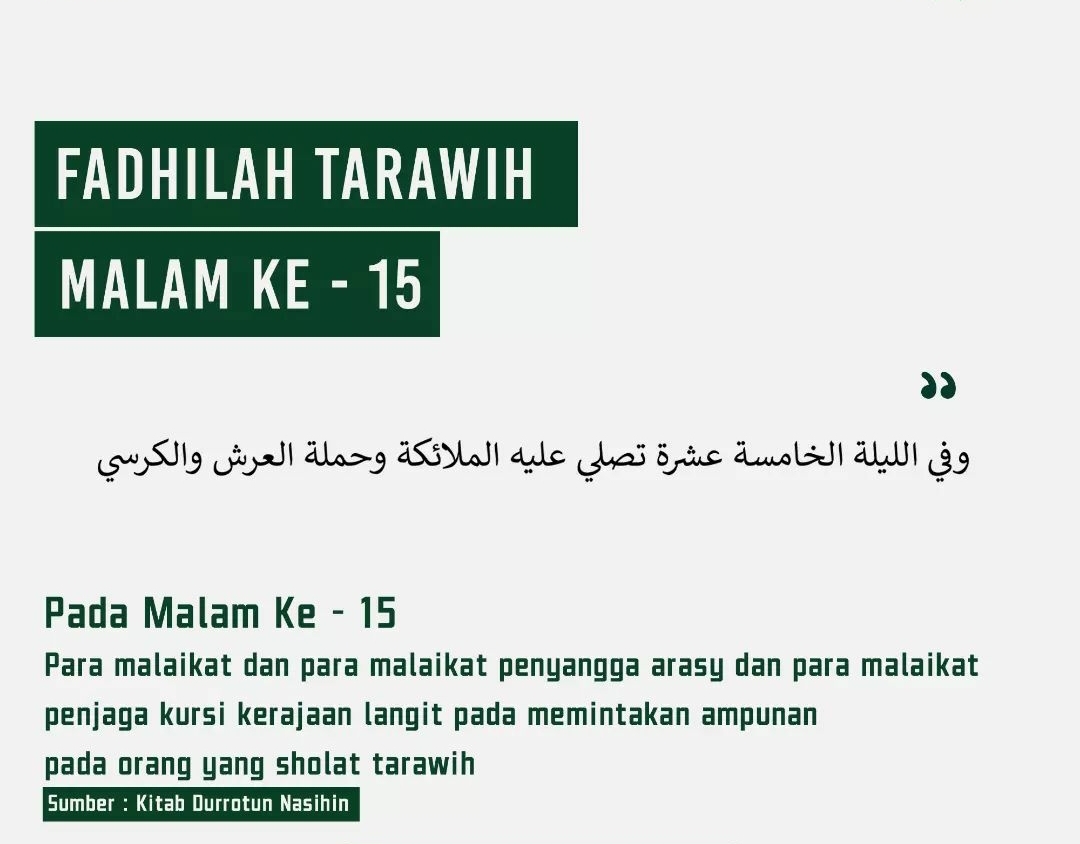 FADHILAH TARAWIH
MALAM KE - 15
”
وفي الليلة الخامسة عشرة تصلي عليه الملائكة وحملة العرش والكرسي
Pada Malam Ke - 15
Para malaikat dan para malaikat penyangga arasy dan para malaikat
penjaga kursi kerajaan langit pada memintakan ampunan
pada orang yang sholat tarawih
Sumber : Kitab Durrotun Nasihin